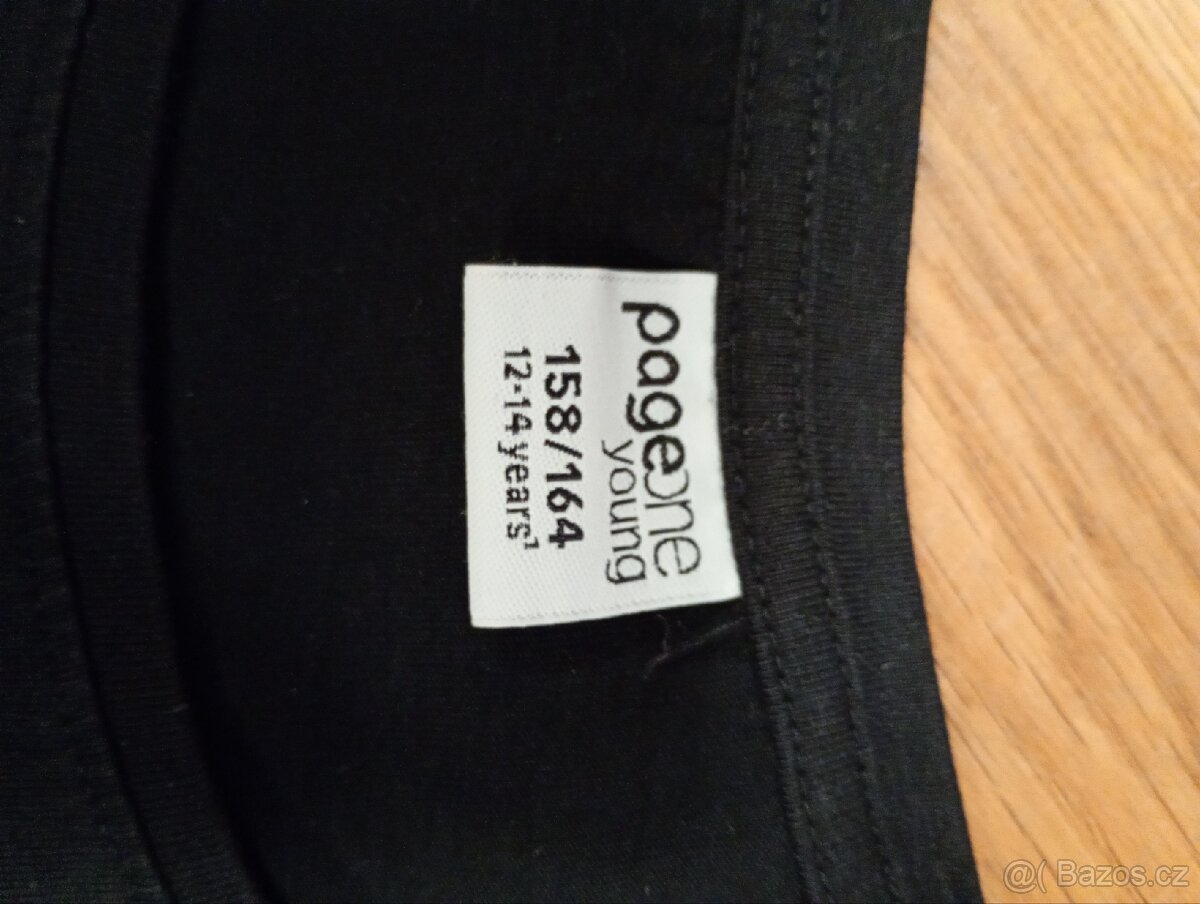 pageone
young
158/164
12-14 years¹
@( Bazos.cz